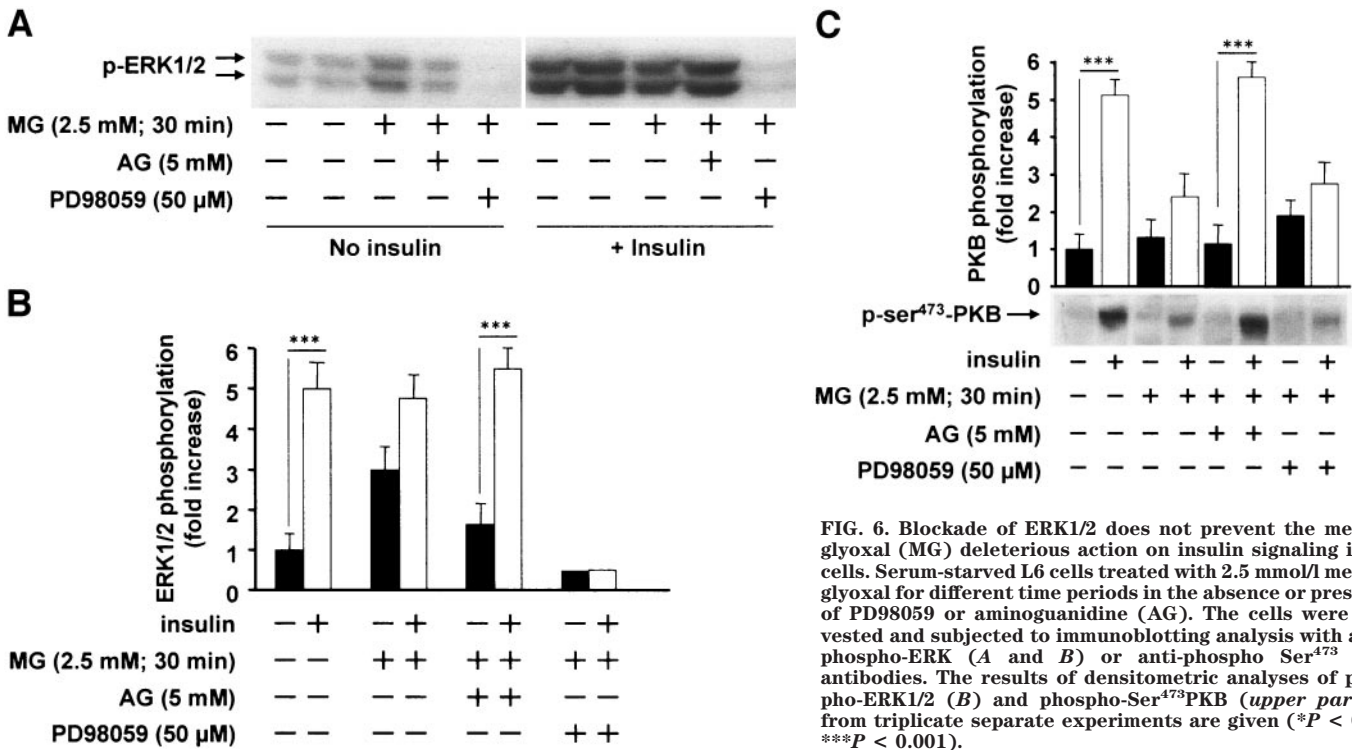 A
p-ERK1/2
MG (2.5 mM; 30 min) − − + + + − − + + +
AG (5 mM) − − − + − − − − + −
PD98059 (50 µM) − − − − + − − − − +
No insulin + Insulin
B
ERK1/2 phosphorylation
(fold increase)
6
5
4
3
2
1
0
***
***
insulin − + − + − + − +
MG (2.5 mM; 30 min) − − + + + + + +
AG (5 mM) − − − − + + − −
PD98059 (50 µM) − − − − − − + +
C
PKB phosphorylation
(fold increase)
6
5
4
3
2
1
0
***
***
p-ser473-PKB
insulin − + − + − + − +
MG (2.5 mM; 30 min) − − + + + + + +
AG (5 mM) − − − − + + − −
PD98059 (50 µM) − − − − − − + +
FIG. 6. Blockade of ERK1/2 does not prevent the me
glyoxal (MG) deleterious action on insulin signaling i
cells. Serum-starved L6 cells treated with 2.5 mmol/l me
glyoxal for different time periods in the absence or pres
of PD98059 or aminoguanidine (AG). The cells were
vested and subjected to immunoblotting analysis with a
phospho-ERK (A and B) or anti-phospho Ser473
antibodies. The results of densitometric analyses of p
pho-ERK1/2 (B) and phospho-Ser473PKB (upper par
from triplicate separate experiments are given (*P <
***P < 0.001).